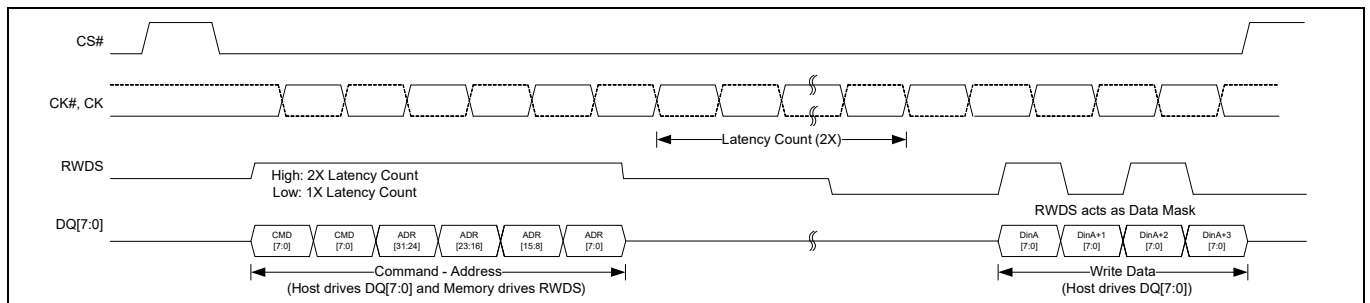 CS#
CK#, CK
Latency Count (2X)
RWDS
High: 2X Latency Count
Low: 1X Latency Count
RWDS acts as Data Mask
DQ[7:0]
CMD CMD ADR ADR ADR ADR DinA DinA+1 DinA+2 DinA+3
[7:0] [7:0] [31:24] [23:16] [15:8] [7:0] [7:0] [7:0] [7:0] [7:0]
Command - Address Write Data
(Host drives DQ[7:0] and Memory drives RWDS) (Host drives DQ[7:0])